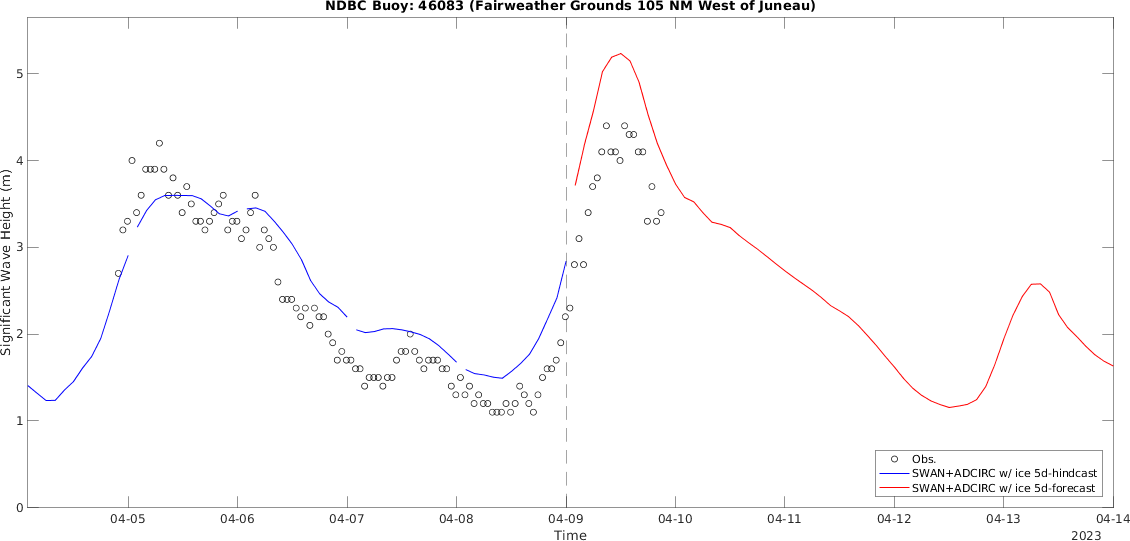 NDBC Buoy: 46083 (Fairweather Grounds 105 NM West of Juneau)
Significant Wave Height (m)
5
4
3
2
1
0
Obs.
SWAN+ADCIRC w/ ice 5d-hindcast
SWAN+ADCIRC w/ ice 5d-forecast
04-05 04-06 04-07 04-08 04-09 04-10 04-11 04-12 04-13 04-14
Time
2023